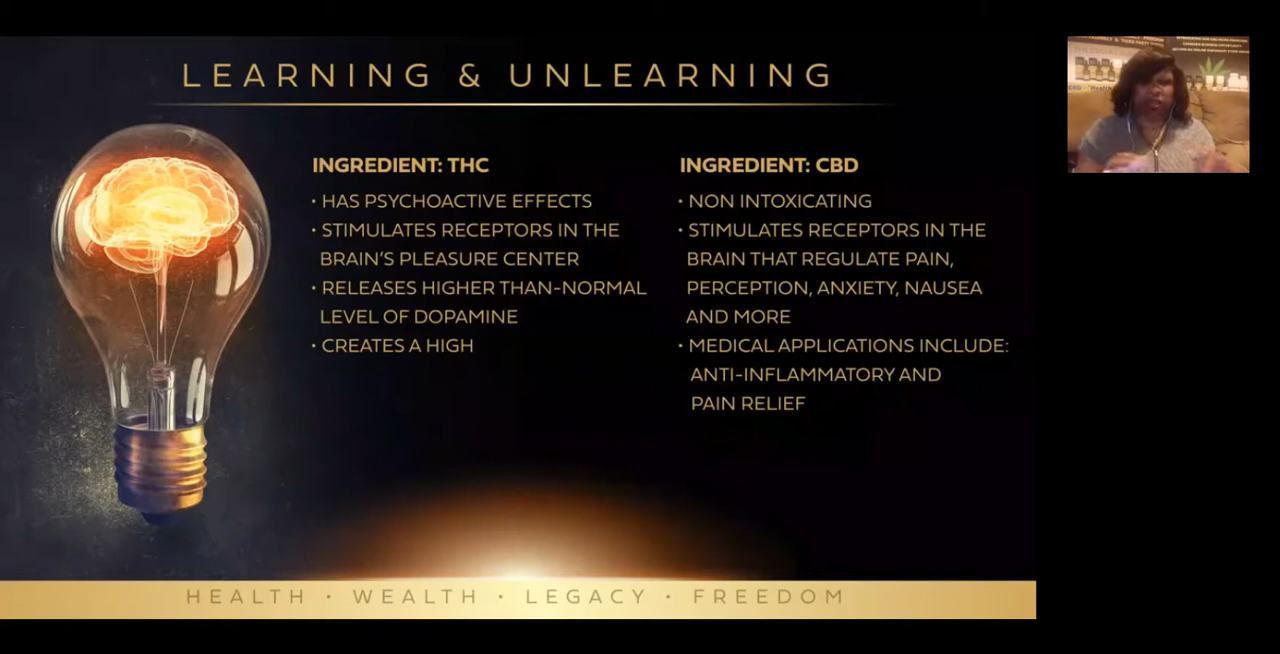 LEARNING & UNLEARNING
INGREDIENT: THC
• HAS PSYCHOACTIVE EFFECTS
• STIMULATES RECEPTORS IN THE
BRAIN'S PLEASURE CENTER
• RELEASES HIGHER THAN-NORMAL
LEVEL OF DOPAMINE
• CREATES A HIGH
INGREDIENT: CBD
• NON INTOXICATING
• STIMULATES RECEPTORS IN THE
BRAIN THAT REGULATE PAIN,
PERCEPTION, ANXIETY, NAUSEA
AND MORE
• MEDICAL APPLICATIONS INCLUDE:
ANTI-INFLAMMATORY AND
PAIN RELIEF
HEALTH • WEALTH • LEGACY • FREEDOM